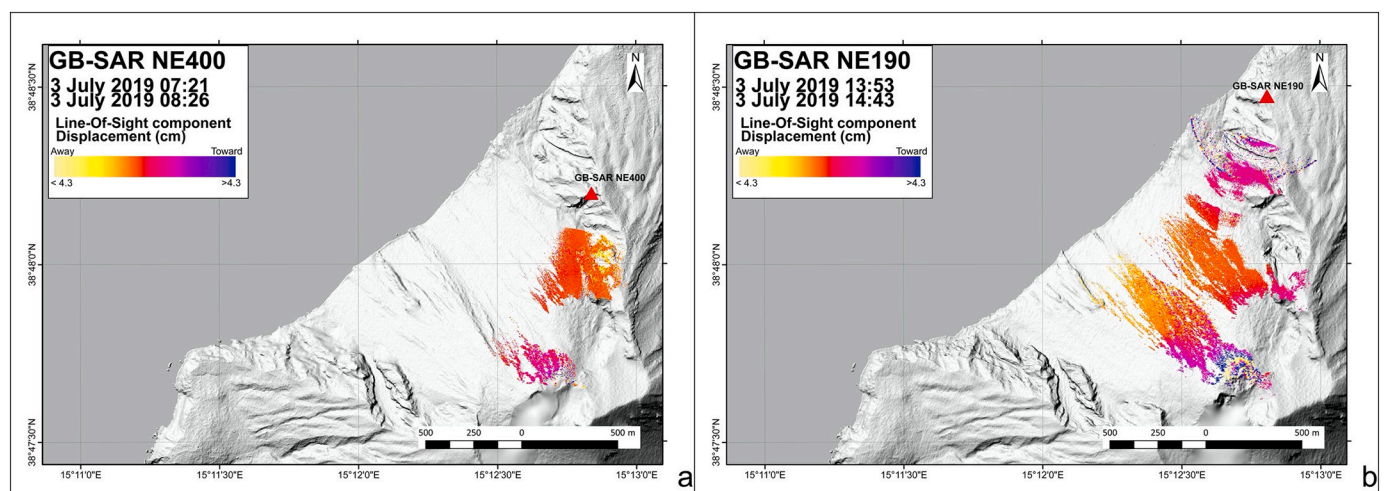 GB-SAR NE400
3 July 2019 07:21
3 July 2019 08:26
Line-Of-Sight component
Displacement (cm)
Away Toward
< 4.3 >4.3
N
GB-SAR NE400
38°48'30"N
38°48'0"N
38°47'30"N
500 250 0 500 m
15°11'0"E 15°11'30"E 15°12'0"E 15°12'30"E 15°13'0"E
a
GB-SAR NE190
3 July 2019 13:53
3 July 2019 14:43
Line-Of-Sight component
Displacement (cm)
Away Toward
< 4.3 >4.3
N
GB-SAR NE190
38°48'30"N
38°48'0"N
38°47'30"N
500 250 0 500 m
15°11'0"E 15°11'30"E 15°12'0"E 15°12'30"E 15°13'0"E
b